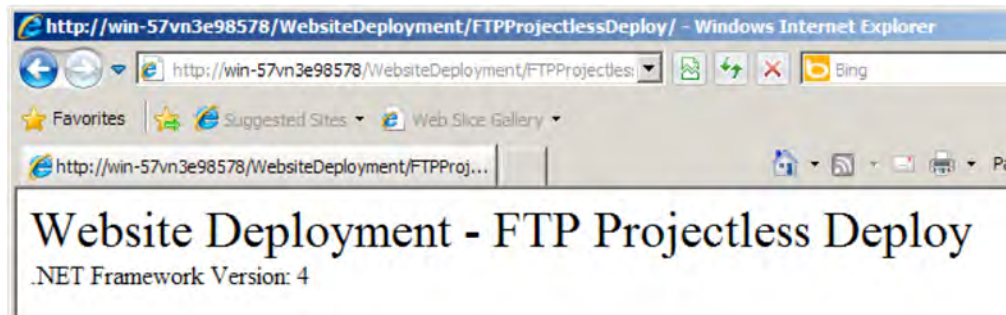 http://win-57vn3e98578/WebsiteDeployment/FTPProjectlessDeploy/ - Windows Internet Explorer
http://win-57vn3e98578/WebsiteDeployment/FTPProjectles
Bing
Favorites Suggested Sites Web Slice Gallery
http://win-57vn3e98578/WebsiteDeployment/FTPProj...
Website Deployment - FTP Projectless Deploy
.NET Framework Version: 4